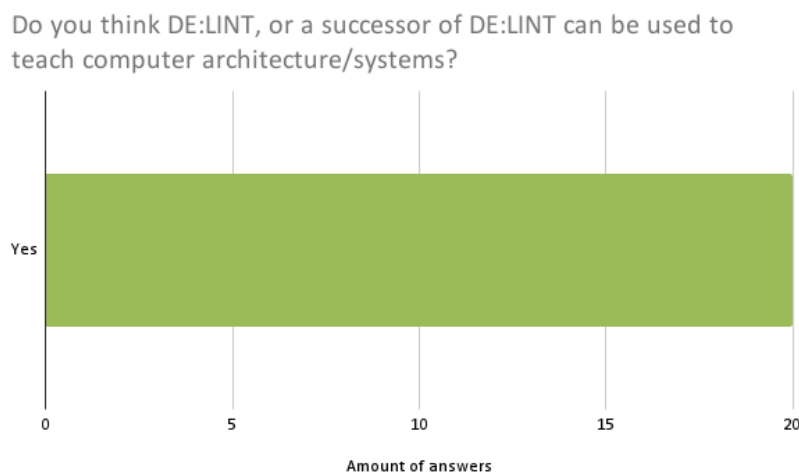 Do you think DE:LINT, or a successor of DE:LINT can be used to
teach computer architecture/systems?
Yes
0 5 10 15 20
Amount of answers